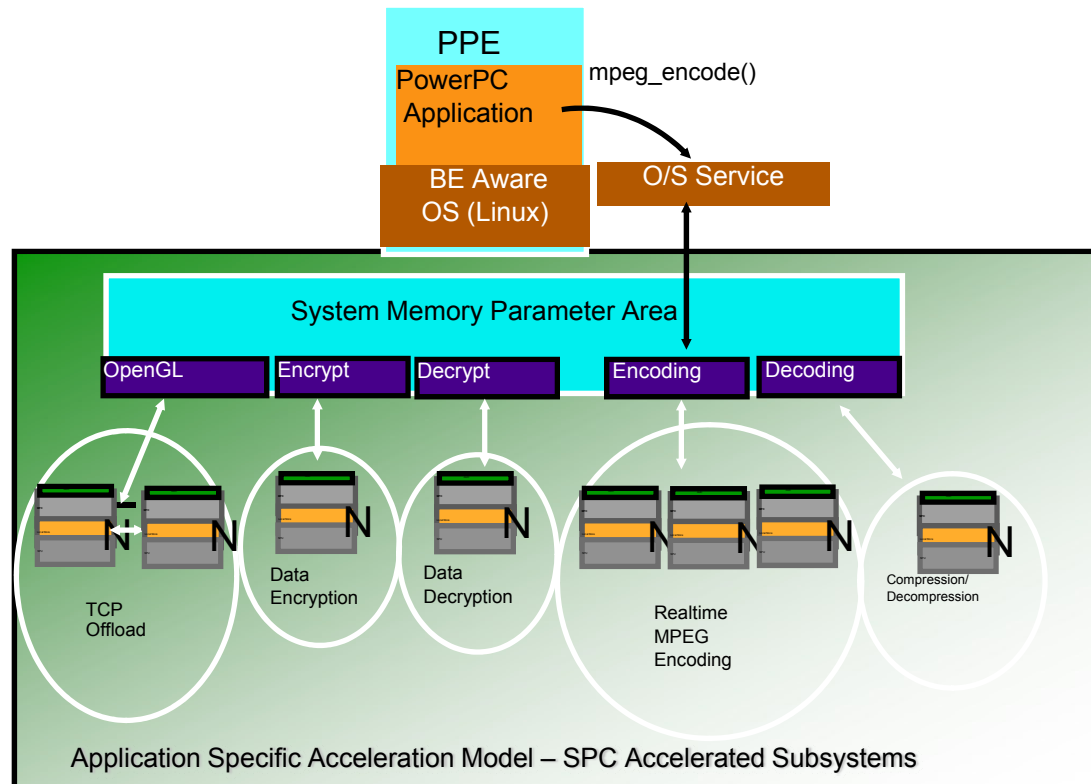 PPE
PowerPC
Application
mpeg_encode()
BE Aware
OS (Linux)
O/S Service
System Memory Parameter Area
OpenGL
Encrypt
Decrypt
Encoding
Decoding
N
N
N
N
N
N
N
N
TCP
Offload
Data
Encryption
Data
Decryption
Realtime
MPEG
Encoding
Compression/
Decompression
Application Specific Acceleration Model – SPC Accelerated Subsystems